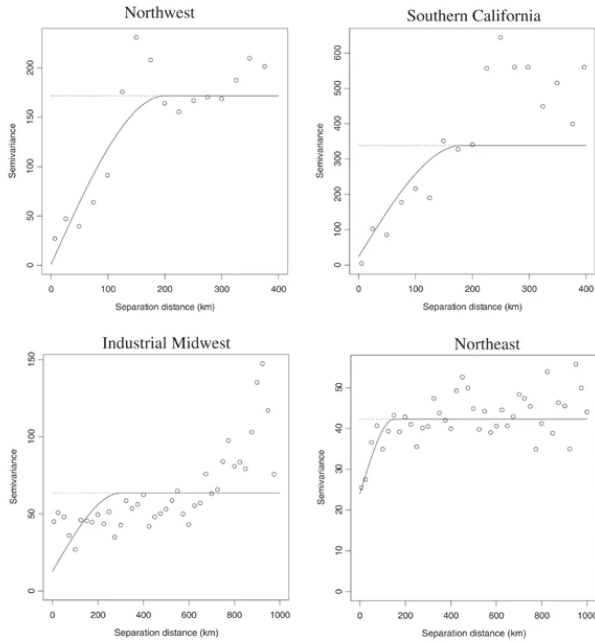 Northwest
Semivariance
0 50 100 150 200
0 100 200 300 400
Separation distance (km)
Southern California
Semivariance
0 100 200 300 400 500 600
0 100 200 300 400
Separation distance (km)
Industrial Midwest
Semivariance
0 50 100 150
0 200 400 600 800 1000
Separation distance (km)
Northeast
Semivariance
0 10 20 30 40 50
0 200 400 600 800 1000
Separation distance (km)